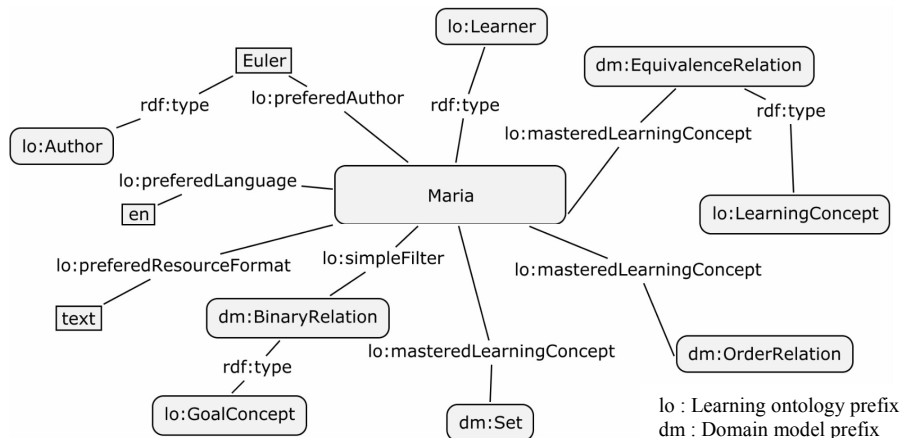 lo:Learner
Euler
dm:EquivalenceRelation
rdf:type
lo:preferedAuthor
rdf:type
rdf:type
lo:Author
lo:masteredLearningConcept
lo:preferedLanguage
Maria
en
lo:LearningConcept
lo:preferedResourceFormat
lo:simpleFilter
lo:masteredLearningConcept
text
dm:BinaryRelation
lo:masteredLearningConcept
dm:OrderRelation
rdf:type
lo:GoalConcept
dm:Set
lo : Learning ontology prefix
dm : Domain model prefix